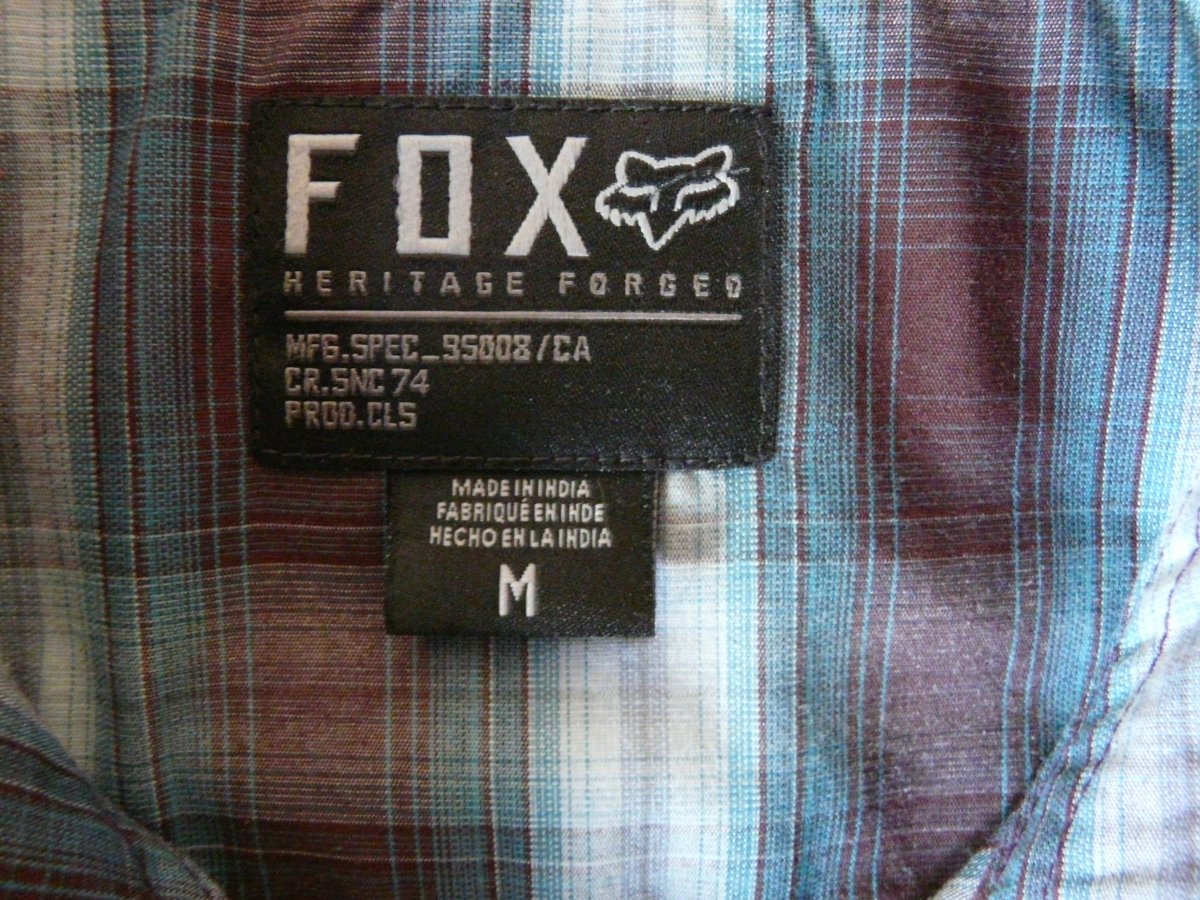 FOX
HERITAGE FORGED
MFG.SPEC_95008/CA
CR.SNC 74
PROD.CLS
MADE IN INDIA
FABRIQUÉ EN INDE
HECHO EN LA INDIA
M